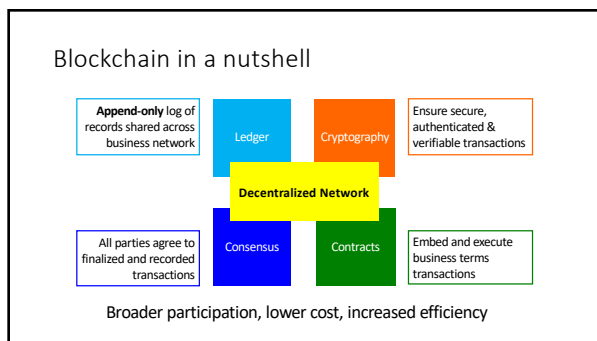 Blockchain in a nutshell
Append-only log of
records shared across
business network
Ledger
Cryptography
Ensure secure,
authenticated &
verifiable transactions
Decentralized Network
All parties agree to
finalized and recorded
transactions
Consensus
Contracts
Embed and execute
business terms
transactions
Broader participation, lower cost, increased efficiency